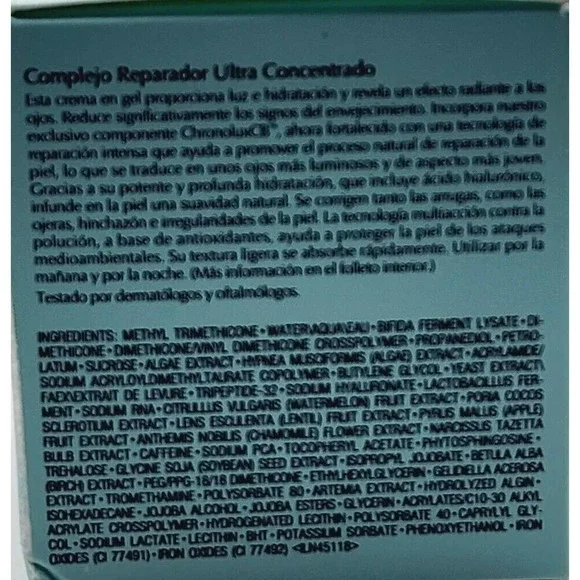 Complejo Reparador Ultra Concentrado
Esta crema en gel proporciona luz e hidratación y revela un efecto radiante a los
ojos. Reduce significativamente los signos del envejecimiento. Incorpora nuestro
exclusivo componente ChronoluxCB™, ahora fortalecido con una tecnología de
reparación intensa que ayuda a promover el proceso natural de reparación de la
piel, lo que se traduce en unos ojos más luminosos y de aspecto más joven.
Gracias a su potente y profunda hidratación, que incluye ácido hialurónico,
infunde en la piel una suavidad natural. Se corrigen tanto las arrugas, como las
ojeras, hinchazón e irregularidades de la piel. La tecnología multiacción contra la
polución, a base de antioxidantes, ayuda a proteger la piel de los ataques
medioambientales. Su textura ligera se absorbe rápidamente. Utilizar por la
mañana y por la noche. (Más información en el folleto interior.)
Testado por dermatólogos y oftalmólogos.
INGREDIENTS: METHYL TRIMETHICONE • WATER\AQUA\EAU • BIFIDA FERMENT LYSATE • DI-
METHICONE • DIMETHICONE/VINYL DIMETHICONE CROSSPOLYMER • PROPANEDIOL • PETRO-
LATUM • SUCROSE • ALGAE EXTRACT • HYPNEA MUSCIFORMIS (ALGAE) EXTRACT • ACRYLAMIDE/
SODIUM ACRYLOYLDIMETHYLTAURATE COPOLYMER • BUTYLENE GLYCOL • YEAST EXTRACT\
FAEX\EXTRAIT DE LEVURE • TRIPEPTIDE-32 • SODIUM HYALURONATE • LACTOBACILLUS FER-
MENT • SODIUM RNA • CITRULLUS VULGARIS (WATERMELON) FRUIT EXTRACT • PORIA COCOS
SCLEROTIUM EXTRACT • LENS ESCULENTA (LENTIL) FRUIT EXTRACT • PYRUS MALUS (APPLE)
FRUIT EXTRACT • ANTHEMIS NOBILIS (CHAMOMILE) FLOWER EXTRACT • NARCISSUS TAZETTA
BULB EXTRACT • CAFFEINE • SODIUM PCA • TOCOPHERYL ACETATE • PHYTOSPHINGOSINE •
TREHALOSE • GLYCINE SOJA (SOYBEAN) SEED EXTRACT • ISOPROPYL JOJOBATE • BETULA ALBA
(BIRCH) EXTRACT • PEG/PPG-18/18 DIMETHICONE • ETHYLHEXYLGLYCERIN • GELIDIELLA ACEROSA
EXTRACT • TROMETHAMINE • POLYSORBATE 80 • ARTEMIA EXTRACT • HYDROLYZED ALGIN •
ISOHEXADECANE • JOJOBA ALCOHOL • JOJOBA ESTERS • GLYCERIN • ACRYLATES/C10-30 ALKYL
ACRYLATE CROSSPOLYMER • HYDROGENATED LECITHIN • POLYSORBATE 40 • CAPRYLYL GLY-
COL • SODIUM LACTATE • LECITHIN • BHT • POTASSIUM SORBATE • PHENOXYETHANOL • IRON
OXIDES (CI 77491) • IRON OXIDES (CI 77492) <ILN45118>